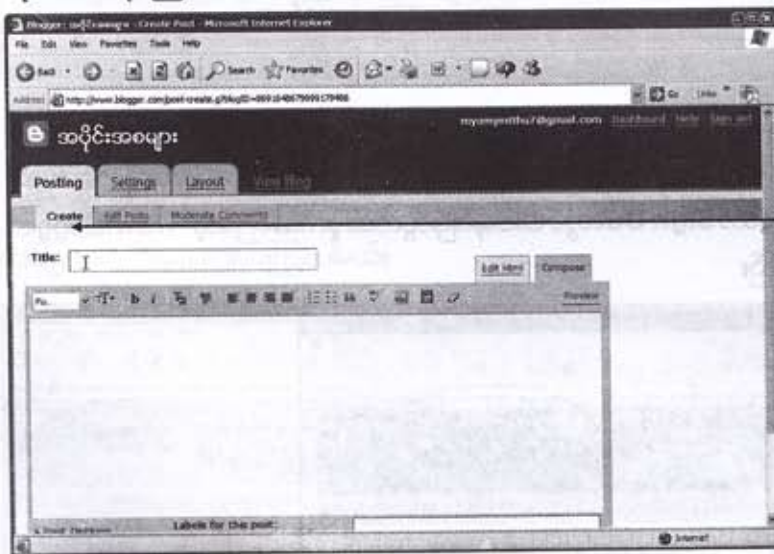 Blogger: အပိုင်းအစများ - Create Post - Microsoft Internet Explorer
File Edit View Favorites Tools Help
Back Search Favorites
Address Go Links
အပိုင်းအစများ
Dashboard Help Sign out
Posting Settings Layout View Blog
Create Edit Posts Moderate Comments
Title:
Edit Html Compose
Preview
Labels for this post:
Internet